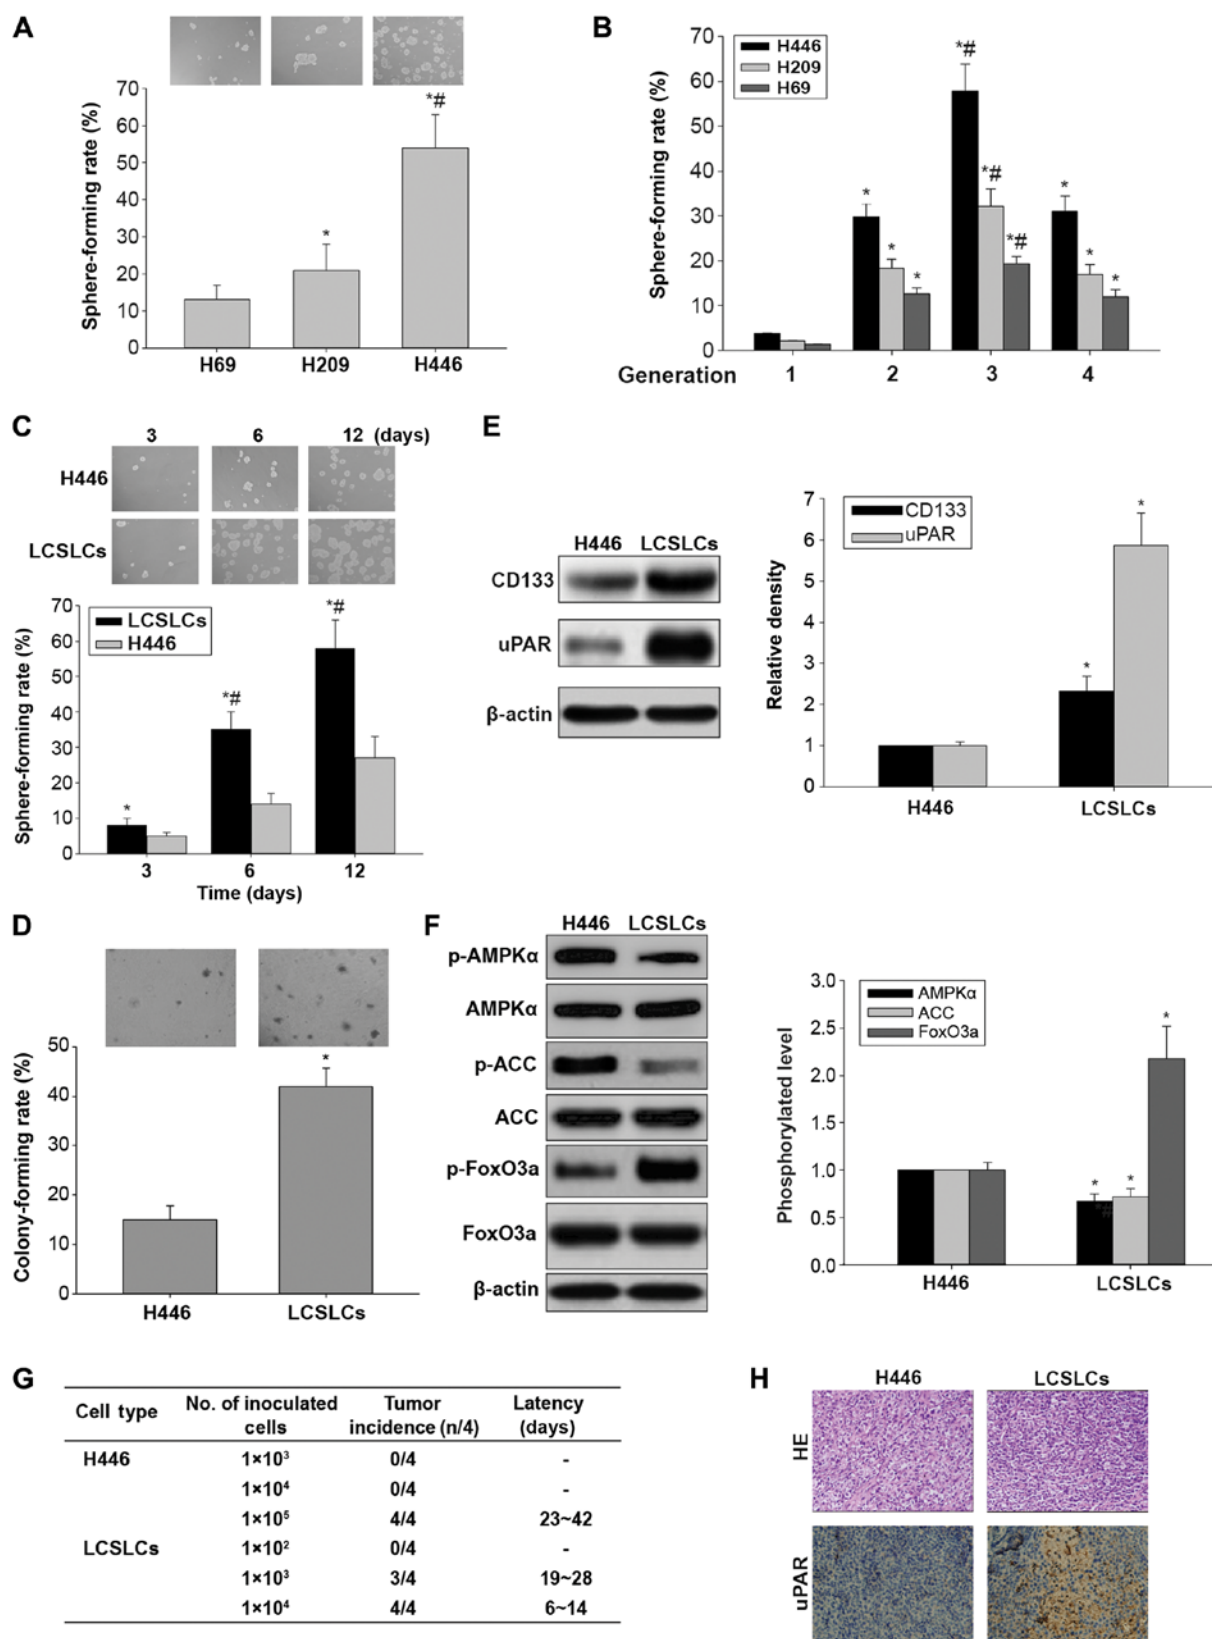 A
Sphere-forming rate (%)
70
60
50
40
30
20
10
0
*
*#
H69 H209 H446
B
Sphere-forming rate (%)
70
60
50
40
30
20
10
0
H446
H209
H69
* * *
*# *# *#
* * *
Generation 1 2 3 4
C
3 6 12 (days)
H446
LCSLCs
Sphere-forming rate (%)
70
60
50
40
30
20
10
0
LCSLCs
H446
* *# *#
3 6 12
Time (days)
E
H446 LCSLCs
CD133
uPAR
β-actin
Relative density
7
6
5
4
3
2
1
0
CD133
uPAR
* *
H446 LCSLCs
D
Colony-forming rate (%)
50
40
30
20
10
0
*
H446 LCSLCs
F
H446 LCSLCs
p-AMPKα
AMPKα
p-ACC
ACC
p-FoxO3a
FoxO3a
β-actin
Phosphorylated level
3.0
2.5
2.0
1.5
1.0
0.5
0.0
AMPKα
ACC
FoxO3a
* * *
H446 LCSLCs
G
Cell type No. of inoculated cells Tumor incidence (n/4) Latency (days)
H446 1×10³ 0/4 -
1×10⁴ 0/4 -
1×10⁵ 4/4 23~42
LCSLCs 1×10² 0/4 -
1×10³ 3/4 19~28
1×10⁴ 4/4 6~14
H
H446 LCSLCs
HE
uPAR